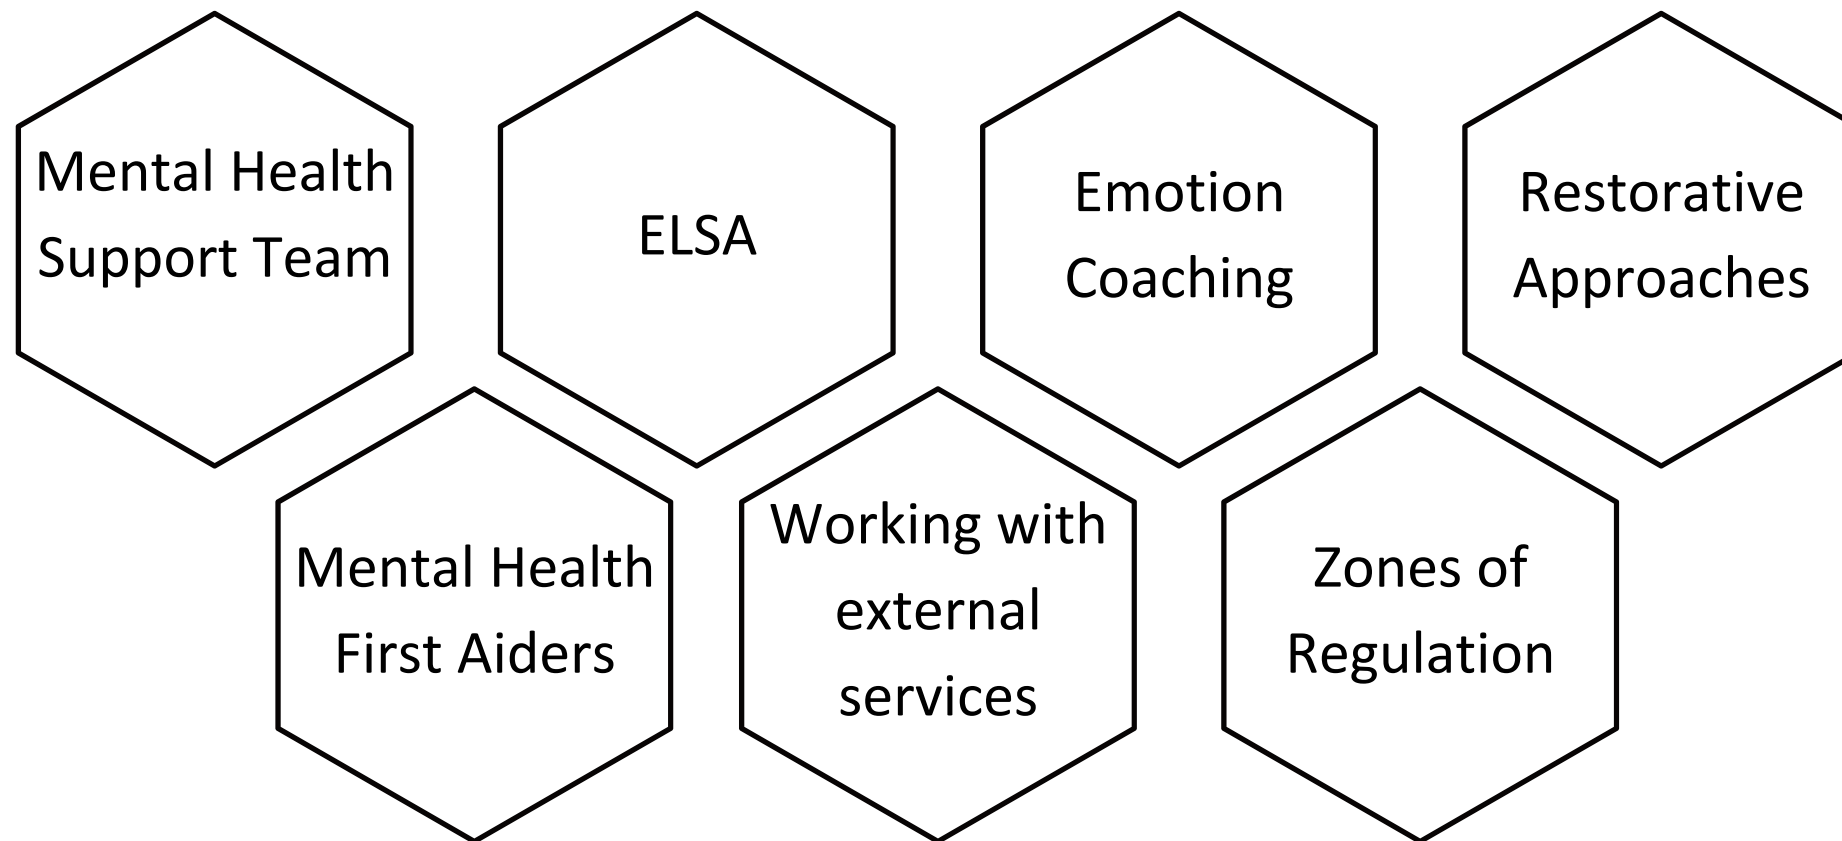 Mental Health
Support Team
ELSA
Emotion
Coaching
Restorative
Approaches
Mental Health
First Aiders
Working with
external
services
Zones of
Regulation